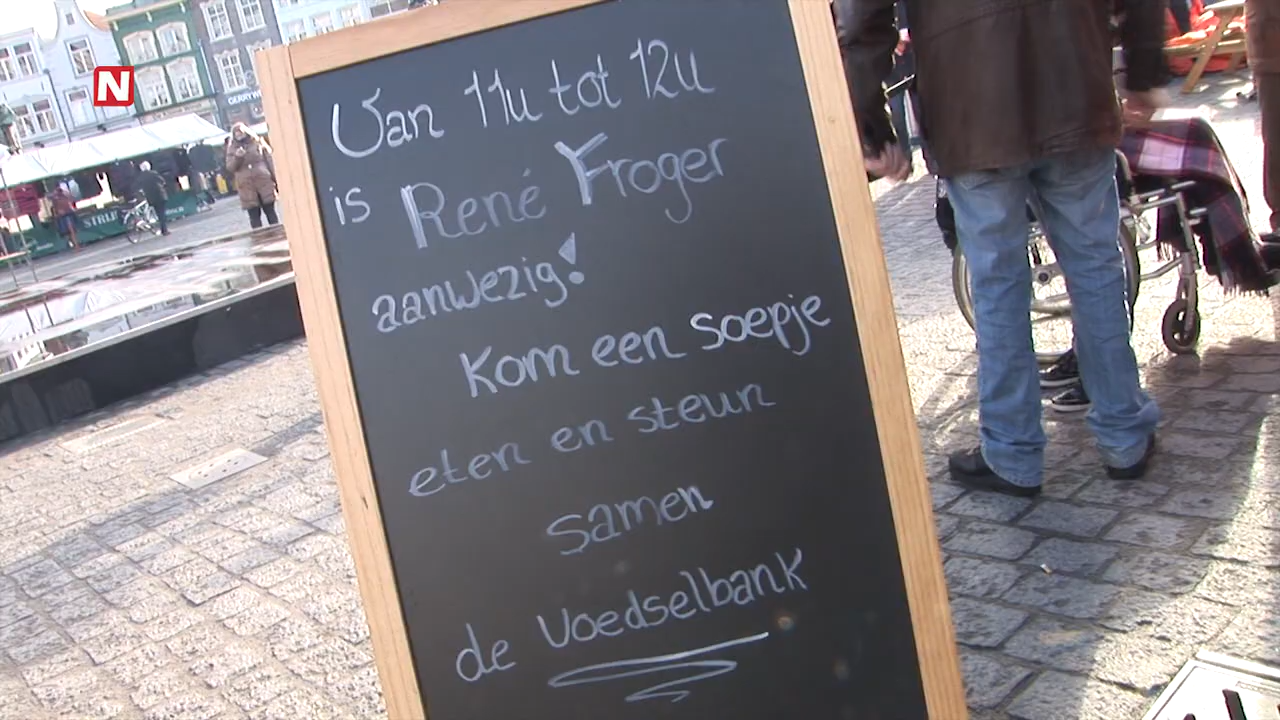 N
Van 11u tot 12u
is René Froger
aanwezig!
Kom een soepje
eten en steun
samen
de Voedselbank